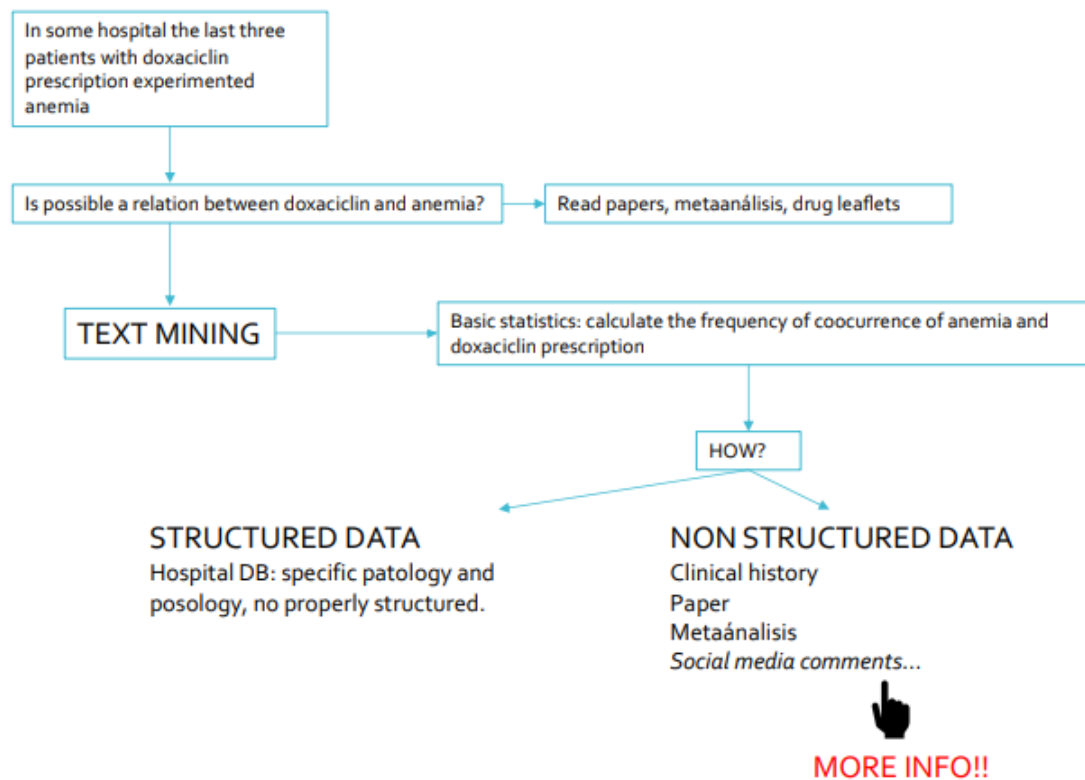 In some hospital the last three
patients with doxaciclin
prescription experimented
anemia
Is possible a relation between doxaciclin and anemia?
Read papers, metaanálisis, drug leaflets
TEXT MINING
Basic statistics: calculate the frequency of coocurrence of anemia and
doxaciclin prescription
HOW?
STRUCTURED DATA
Hospital DB: specific patology and
posology, no properly structured.
NON STRUCTURED DATA
Clinical history
Paper
Metaánalisis
Social media comments...
MORE INFO!!